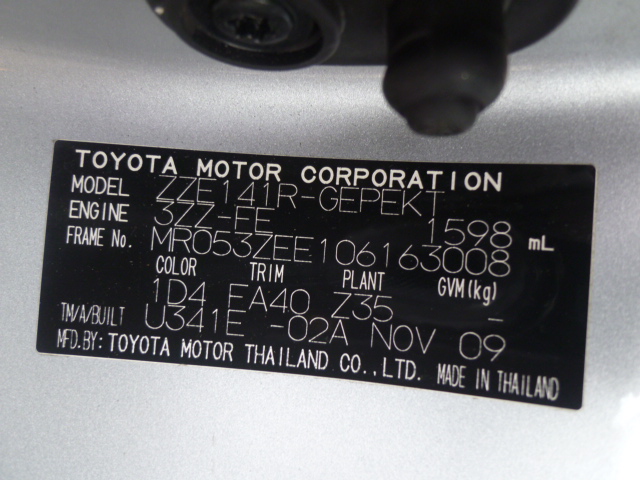 TOYOTA MOTOR CORPORATION
MODEL ZZE141R-GEPEKT
ENGINE 3ZZ-FE 1598 mL
FRAME No. MR053ZEE106163008
COLOR TRIM PLANT GVM(kg)
1D4 FA40 Z35 -
TM/A/BUILT U341E -02A NOV 09
MFD.BY: TOYOTA MOTOR THAILAND CO.,LTD. MADE IN THAILAND